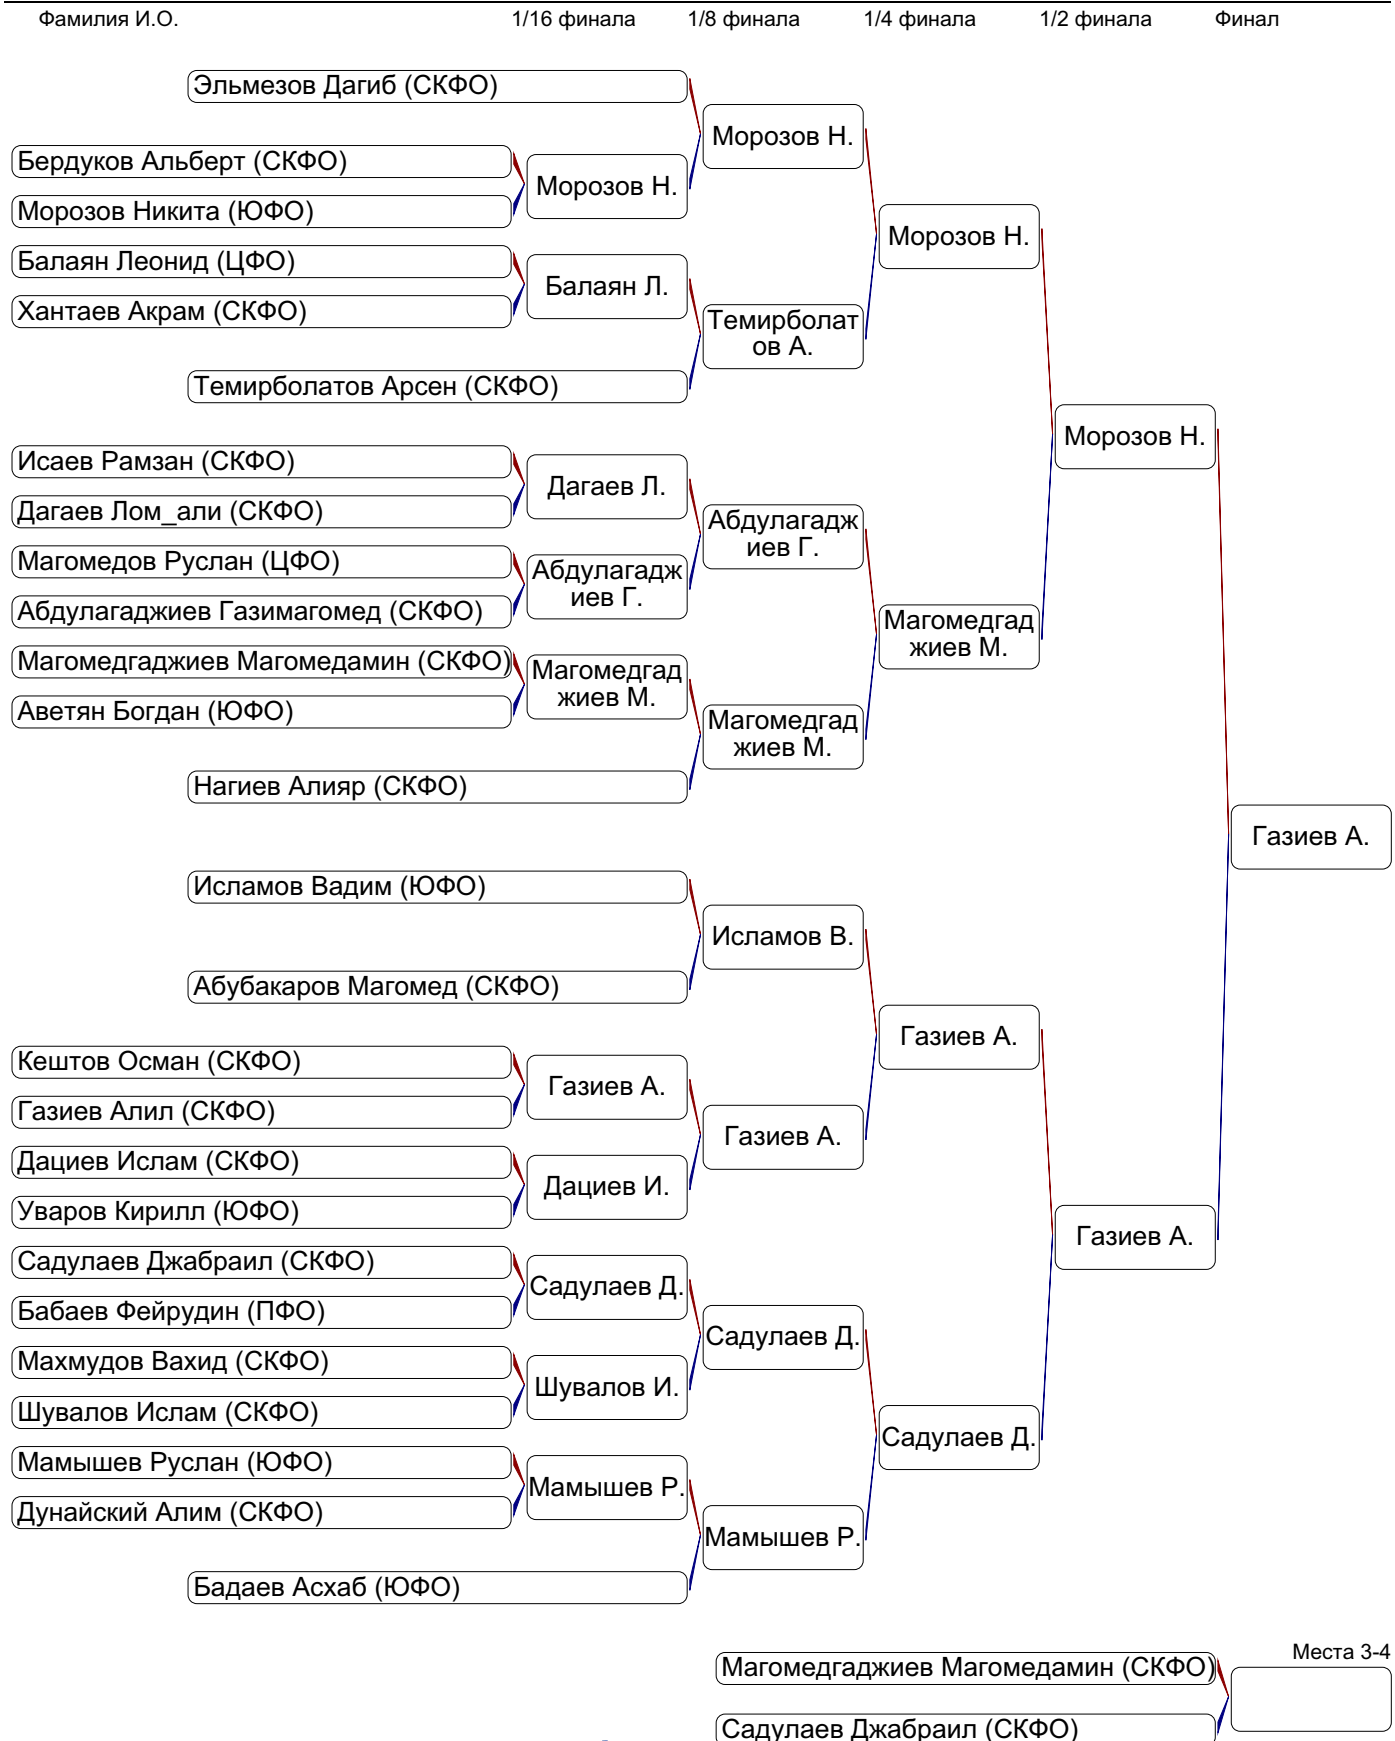 Фамилия И.О. 1/16 финала 1/8 финала 1/4 финала 1/2 финала Финал
Эльмезов Дагиб (СКФО)
Морозов Н.
Бердуков Альберт (СКФО)
Морозов Н.
Морозов Никита (ЮФО)
Морозов Н.
Балаян Леонид (ЦФО)
Балаян Л.
Хантаев Акрам (СКФО)
Темирболат
ов А.
Темирболатов Арсен (СКФО)
Морозов Н.
Исаев Рамзан (СКФО)
Дагаев Л.
Дагаев Лом_али (СКФО)
Абдулагадж
иев Г.
Магомедов Руслан (ЦФО)
Абдулагадж
иев Г.
Абдулагаджиев Газимагомед (СКФО)
Магомедгад
жиев М.
Магомедгаджиев Магомедамин (СКФО)
Магомедгад
жиев М.
Аветян Богдан (ЮФО)
Магомедгад
жиев М.
Нагиев Алияр (СКФО)
Газиев А.
Исламов Вадим (ЮФО)
Исламов В.
Абубакаров Магомед (СКФО)
Газиев А.
Кештов Осман (СКФО)
Газиев А.
Газиев Алил (СКФО)
Газиев А.
Дациев Ислам (СКФО)
Дациев И.
Уваров Кирилл (ЮФО)
Газиев А.
Садулаев Джабраил (СКФО)
Садулаев Д.
Бабаев Фейрудин (ПФО)
Садулаев Д.
Махмудов Вахид (СКФО)
Шувалов И.
Шувалов Ислам (СКФО)
Садулаев Д.
Мамышев Руслан (ЮФО)
Мамышев Р.
Дунайский Алим (СКФО)
Мамышев Р.
Бадаев Асхаб (ЮФО)
Места 3-4
Магомедгаджиев Магомедамин (СКФО)
Садулаев Джабраил (СКФО)